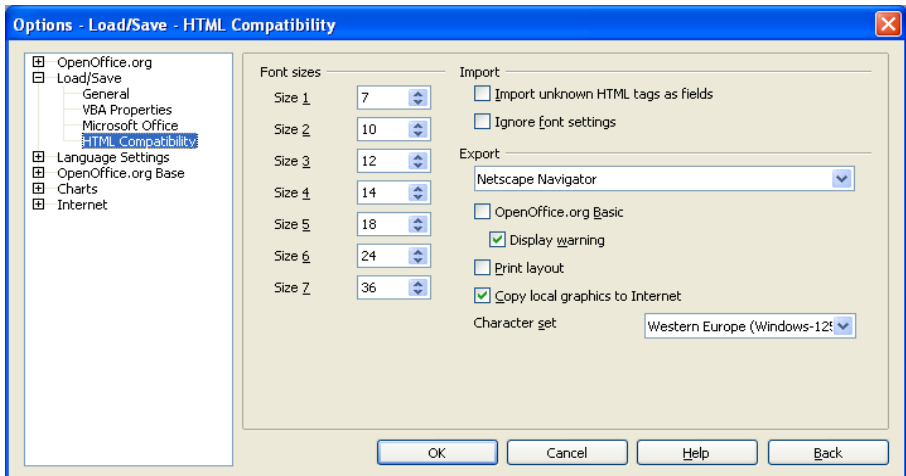 Options - Load/Save - HTML Compatibility
OpenOffice.org
Load/Save
General
VBA Properties
Microsoft Office
HTML Compatibility
Language Settings
OpenOffice.org Base
Charts
Internet
Font sizes
Size 1 7
Size 2 10
Size 3 12
Size 4 14
Size 5 18
Size 6 24
Size 7 36
Import
Import unknown HTML tags as fields
Ignore font settings
Export
Netscape Navigator
OpenOffice.org Basic
Display warning
Print layout
Copy local graphics to Internet
Character set Western Europe (Windows-125
OK Cancel Help Back